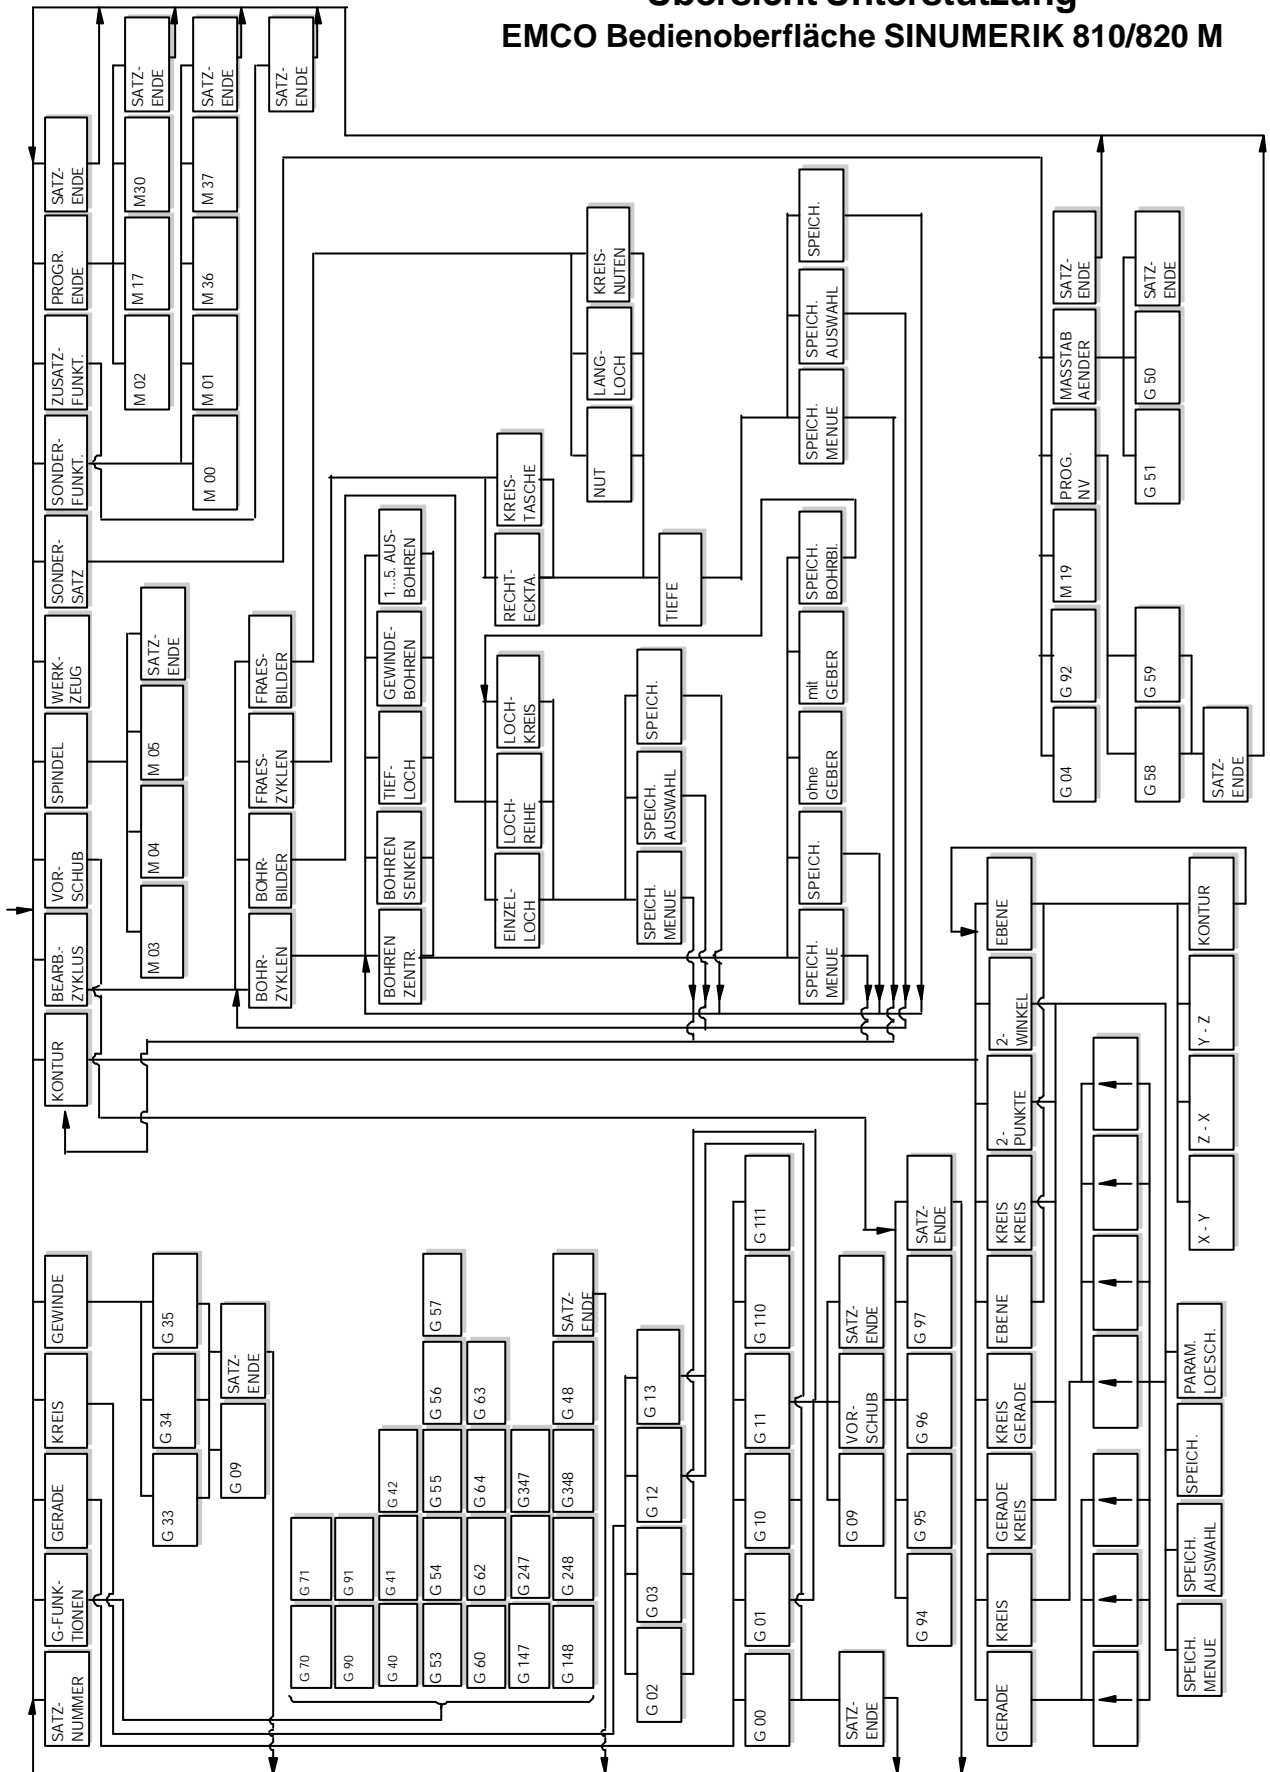 Übersicht Unterstützung
EMCO Bedienoberfläche SINUMERIK 810/820 M
SATZ-
NUMMER
G-FUNK-
TIONEN
GERADE
KREIS
GEWINDE
KONTUR
BEARB.-
ZYKLUS
VOR-
SCHUB
SPINDEL
WERK-
ZEUG
SONDER-
SATZ
SONDER-
FUNKT.
ZUSATZ-
FUNKT.
PROGR.
ENDE
SATZ-
ENDE
G 33
G 34
G 35
G 09
SATZ-
ENDE
M 03
M 04
M 05
SATZ-
ENDE
M 02
M 17
M30
SATZ-
ENDE
M 00
M 01
M 36
M 37
SATZ-
ENDE
SATZ-
ENDE
BOHR-
ZYKLEN
BOHR-
BILDER
FRAES-
ZYKLEN
FRAES-
BILDER
G 70
G 71
G 90
G 91
G 40
G 41
G 42
G 53
G 54
G 55
G 56
G 57
G 60
G 62
G 64
G 63
G 147
G 247
G347
G 148
G 248
G348
G 48
SATZ-
ENDE
BOHREN
ZENTR.
BOHREN
SENKEN
TIEF-
LOCH
GEWINDE-
BOHREN
1...5. AUS-
BOHREN
EINZEL-
LOCH
LOCH-
REIHE
LOCH-
KREIS
RECHT-
ECKTA.
KREIS-
TASCHE
NUT
LANG-
LOCH
KREIS-
NUTEN
SPEICH.
MENUE
SPEICH.
AUSWAHL
SPEICH.
TIEFE
G 02
G 03
G 12
G 13
SPEICH.
MENUE
SPEICH.
ohne
GEBER
mit
GEBER
SPEICH.
BOHRBI.
SPEICH.
MENUE
SPEICH.
AUSWAHL
SPEICH.
G 00
G 01
G 10
G 11
G 110
G 111
SATZ-
ENDE
G 09
VOR-
SCHUB
SATZ-
ENDE
G 94
G 95
G 96
G 97
SATZ-
ENDE
G 04
G 92
M 19
PROG.
NV
MASSTAB
AENDER
SATZ-
ENDE
G 58
G 59
G 51
G 50
SATZ-
ENDE
SATZ-
ENDE
GERADE
KREIS
GERADE
KREIS
KREIS
GERADE
EBENE
KREIS
KREIS
2-
PUNKTE
2-
WINKEL
EBENE
SPEICH.
MENUE
SPEICH.
AUSWAHL
SPEICH.
PARAM.
LOESCH.
X - Y
Z - X
Y - Z
KONTUR